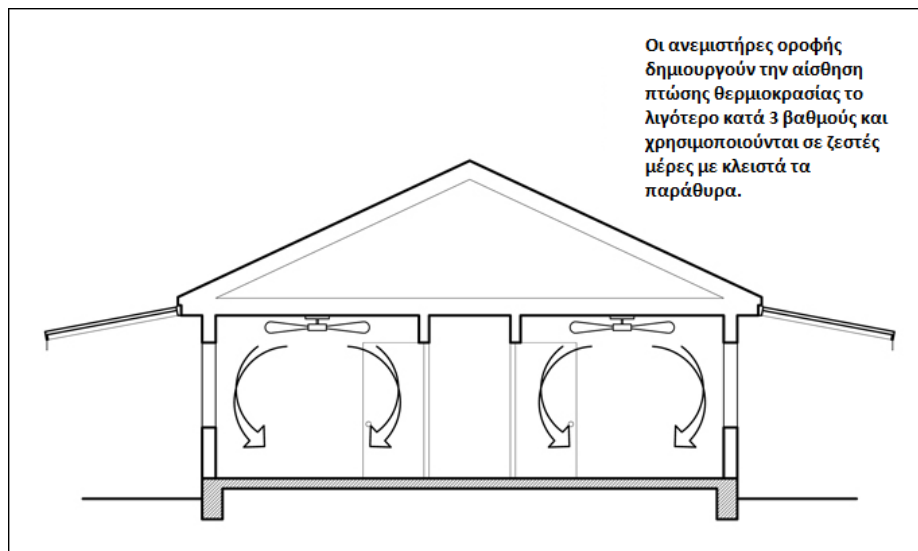 Οι ανεμιστήρες οροφής
δημιουργούν την αίσθηση
πτώσης θερμιοκρασίας το
λιγότερο κατά 3 βαθμούς και
χρησιμοποιούνται σε ζεστές
μέρες με κλειστά τα
παράθυρα.